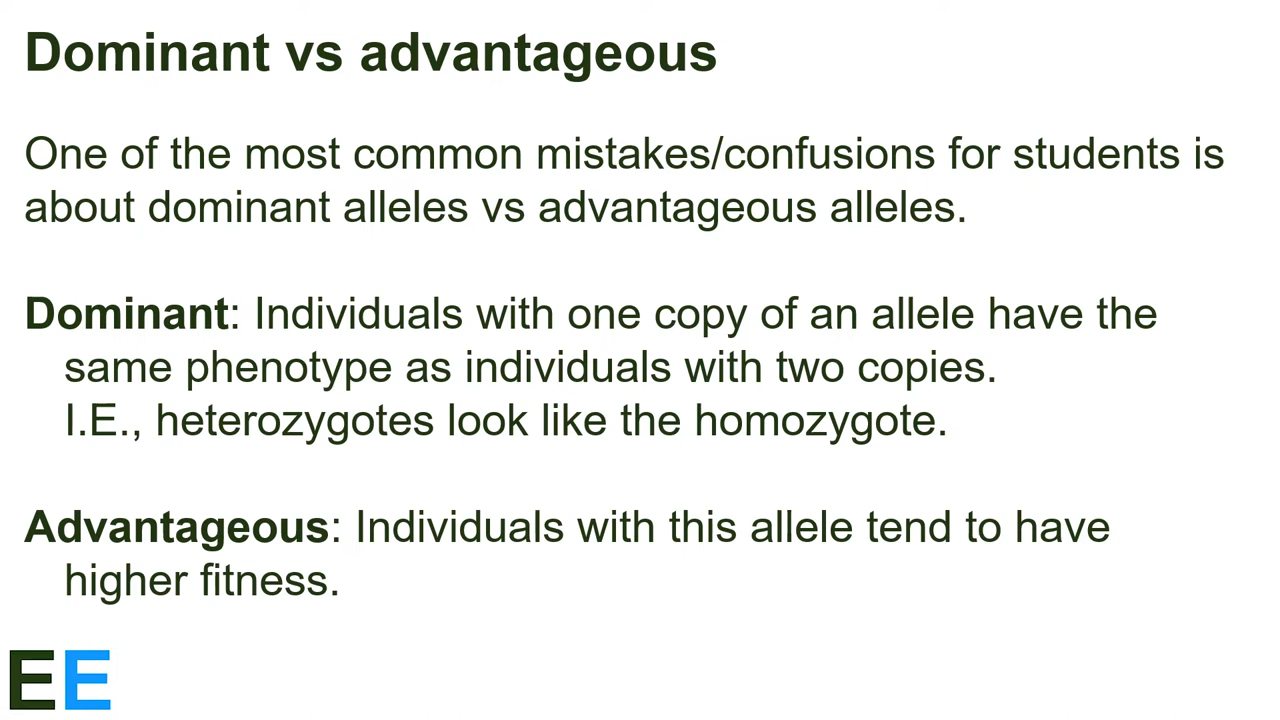 Dominant vs advantageous
One of the most common mistakes/confusions for students is
about dominant alleles vs advantageous alleles.
Dominant: Individuals with one copy of an allele have the
same phenotype as individuals with two copies.
I.E., heterozygotes look like the homozygote.
Advantageous: Individuals with this allele tend to have
higher fitness.
EE